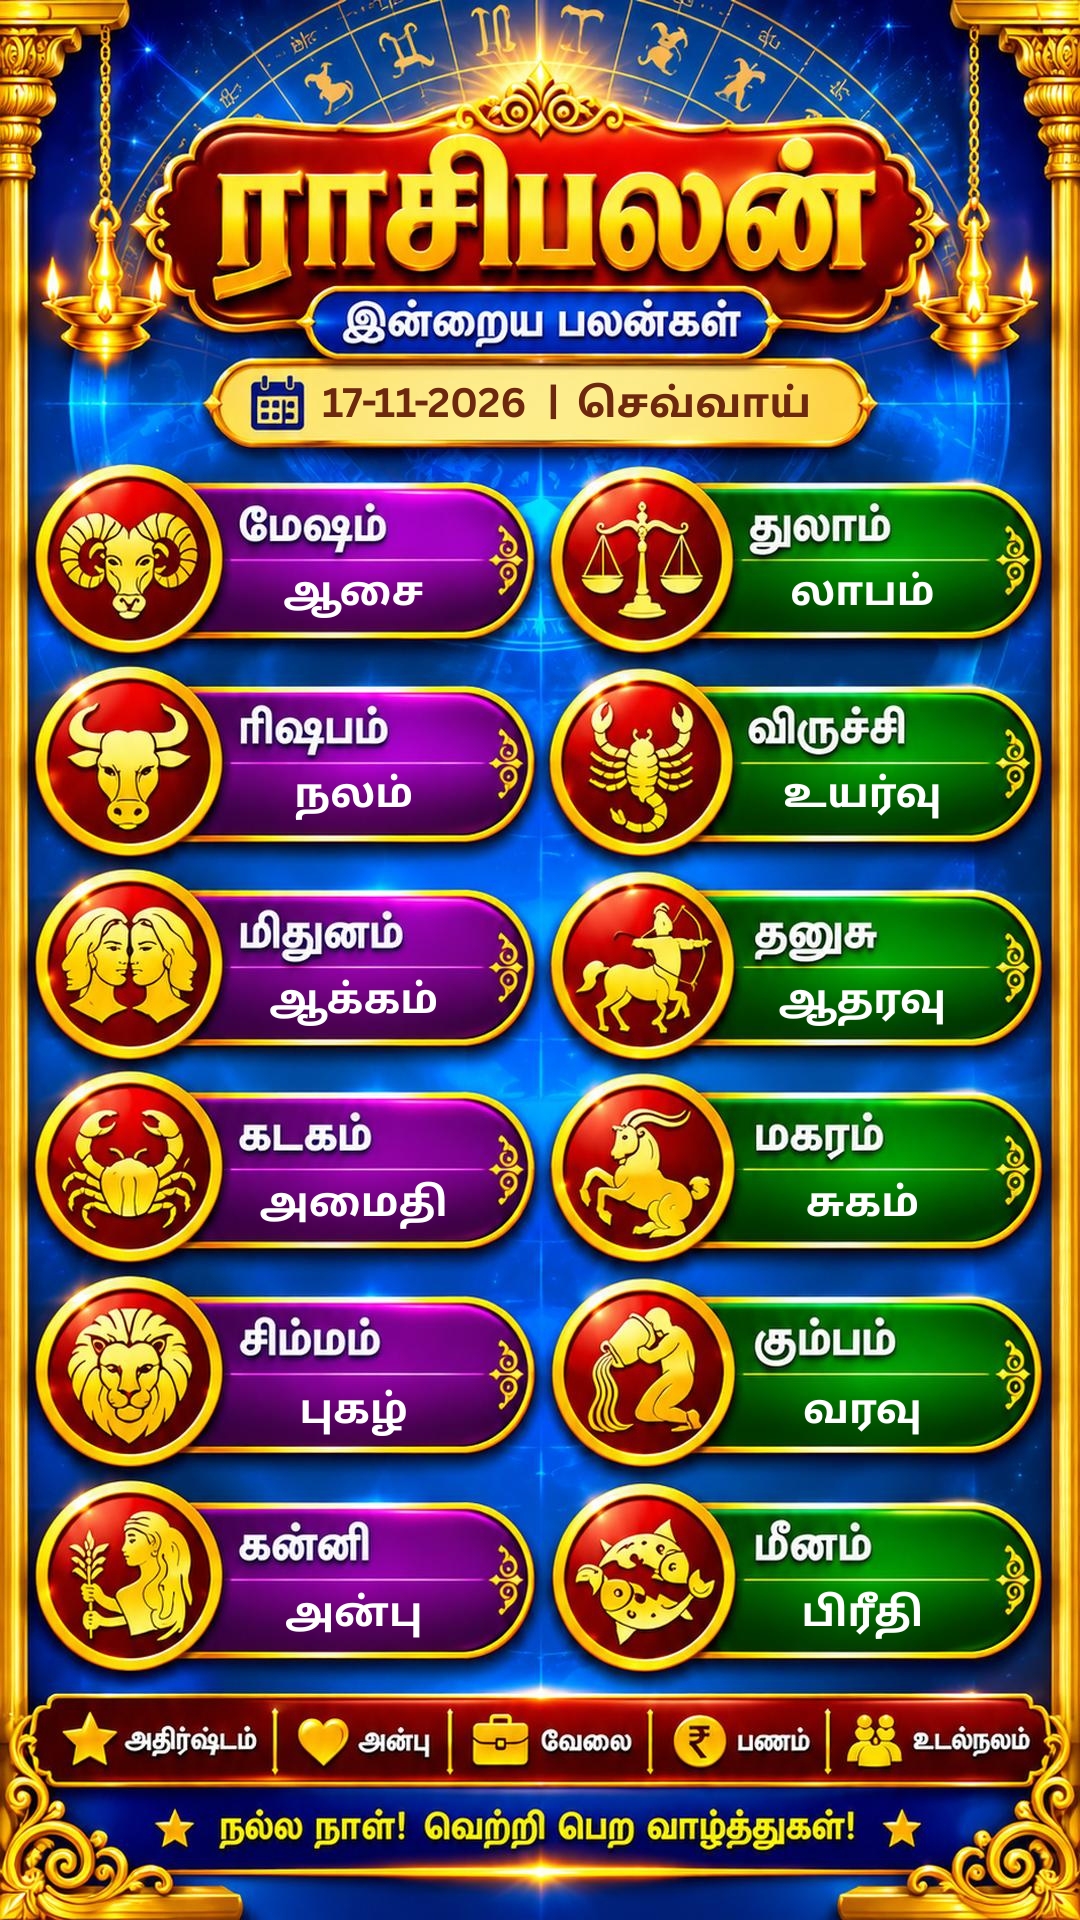 ராசிபலன்
இன்றைய பலன்கள்
17-11-2026 | செவ்வாய்
மேஷம்
ஆசை
துலாம்
லாபம்
ரிஷபம்
நலம்
விருச்சி
உயர்வு
மிதுனம்
ஆக்கம்
தனுசு
ஆதரவு
கடகம்
அமைதி
மகரம்
சுகம்
சிம்மம்
புகழ்
கும்பம்
வரவு
கன்னி
அன்பு
மீனம்
பிரீதி
அதிர்ஷ்டம் | அன்பு | வேலை | பணம் | உடல்நலம்
நல்ல நாள்! வெற்றி பெற வாழ்த்துகள்!